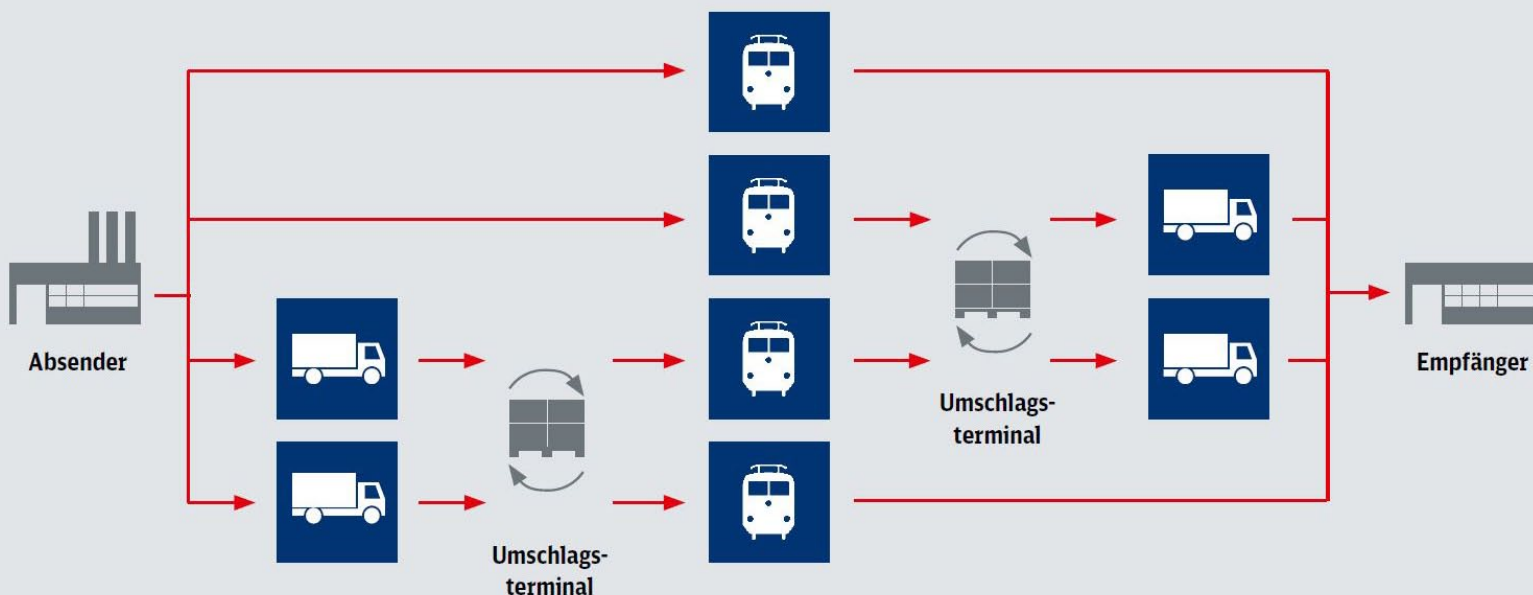 Absender
Umschlags-
terminal
Umschlags-
terminal
Empfänger